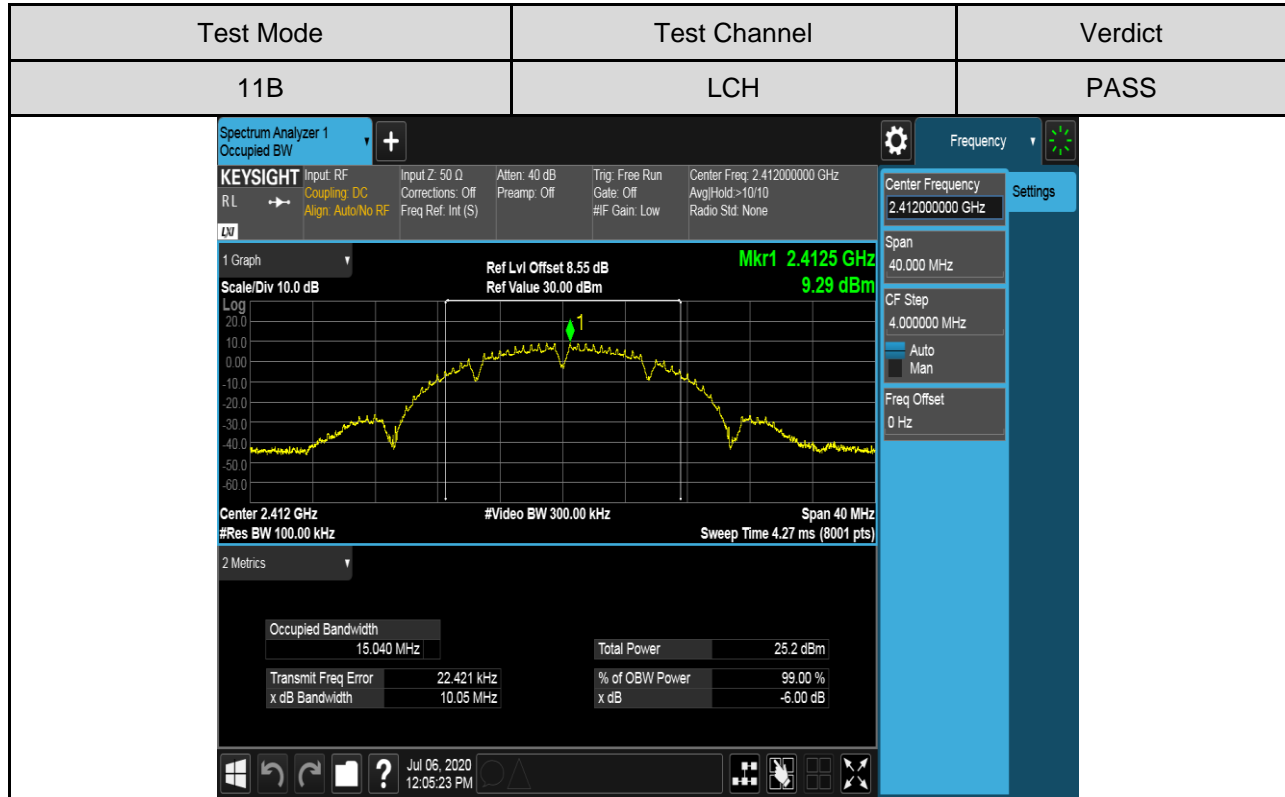 Test Mode Test Channel Verdict
11B LCH PASS
Spectrum Analyzer 1
Occupied BW
+
Frequency
KEYSIGHT Input: RF Input Z: 50 Ω Atten: 40 dB Trig: Free Run Center Freq: 2.412000000 GHz
RL Coupling: DC Corrections: Off Preamp: Off Gate: Off Avg|Hold:>10/10
Align: Auto/No RF Freq Ref: Int (S) #IF Gain: Low Radio Std: None
LXI
Center Frequency
2.412000000 GHz
Settings
Span
40.000 MHz
CF Step
4.000000 MHz
Auto
Man
Freq Offset
0 Hz
1 Graph Ref Lvl Offset 8.55 dB Mkr1 2.4125 GHz
Scale/Div 10.0 dB Ref Value 30.00 dBm 9.29 dBm
Log
20.0
1
10.0
0.00
-10.0
-20.0
-30.0
-40.0
-50.0
-60.0
Center 2.412 GHz #Video BW 300.00 kHz Span 40 MHz
#Res BW 100.00 kHz Sweep Time 4.27 ms (8001 pts)
2 Metrics
Occupied Bandwidth
15.040 MHz Total Power 25.2 dBm
Transmit Freq Error 22.421 kHz % of OBW Power 99.00 %
x dB Bandwidth 10.05 MHz x dB -6.00 dB
? Jul 06, 2020
12:05:23 PM